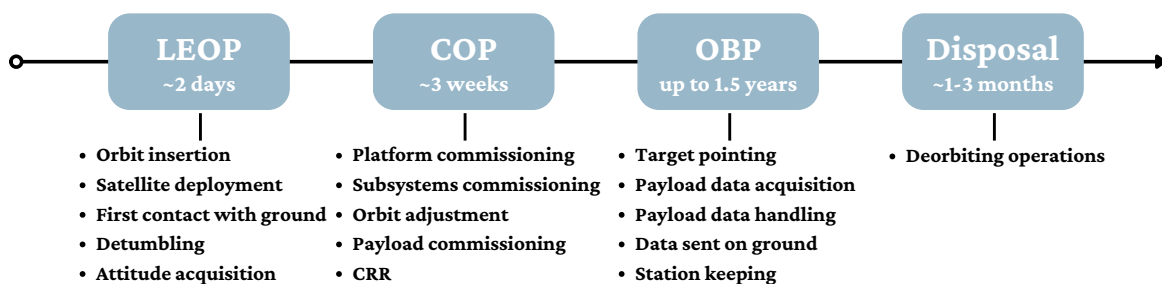 LEOP
~2 days
• Orbit insertion
• Satellite deployment
• First contact with ground
• Detumbling
• Attitude acquisition
COP
~3 weeks
• Platform commissioning
• Subsystems commissioning
• Orbit adjustment
• Payload commissioning
• CRR
OBP
up to 1.5 years
• Target pointing
• Payload data acquisition
• Payload data handling
• Data sent on ground
• Station keeping
Disposal
~1-3 months
• Deorbiting operations